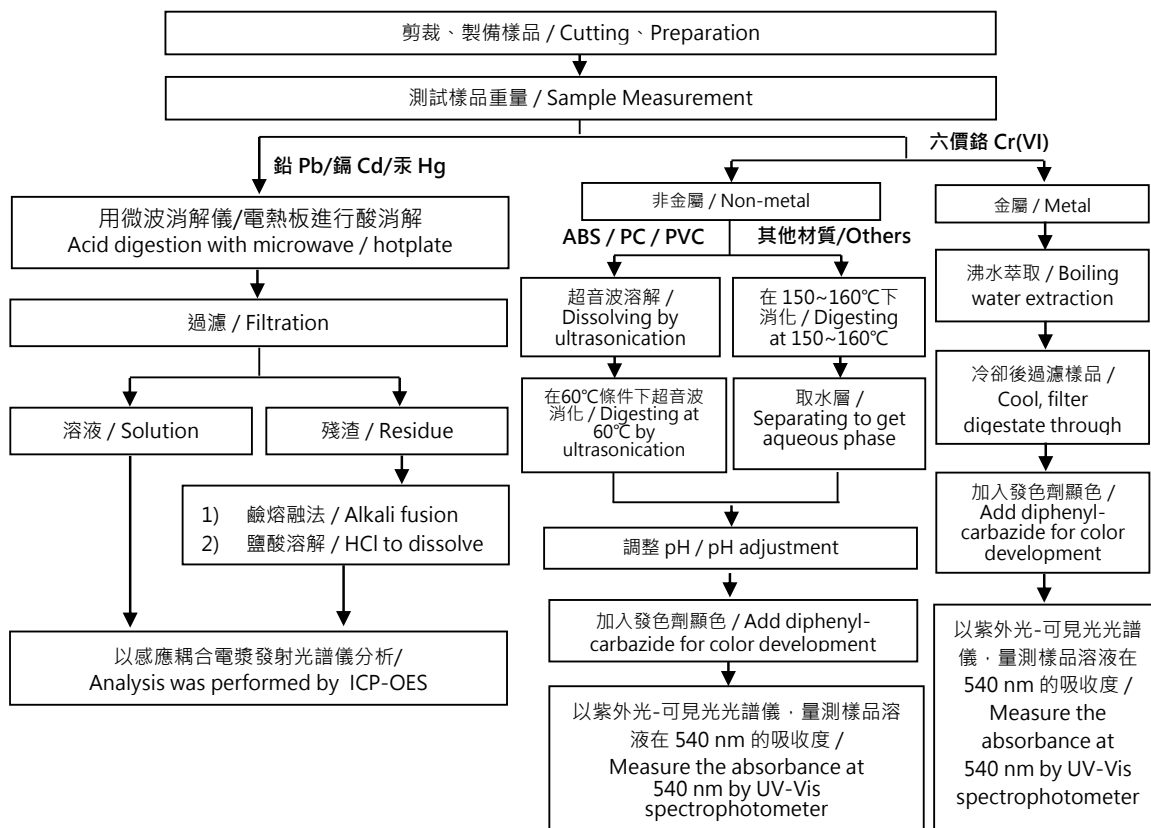 剪裁、製備樣品 / Cutting、Preparation
測試樣品重量 / Sample Measurement
鉛 Pb/鎘 Cd/汞 Hg
六價鉻 Cr(VI)
用微波消解儀/電熱板進行酸消解
Acid digestion with microwave / hotplate
過濾 / Filtration
溶液 / Solution
殘渣 / Residue
1) 鹼熔融法 / Alkali fusion
2) 鹽酸溶解 / HCl to dissolve
以感應耦合電漿發射光譜儀分析/
Analysis was performed by ICP-OES
非金屬 / Non-metal
ABS / PC / PVC
其他材質/Others
超音波溶解 /
Dissolving by
ultrasonication
在60℃條件下超音波
消化 / Digesting at
60℃ by
ultrasonication
在 150~160℃下
消化 / Digesting
at 150~160℃
取水層 /
Separating to get
aqueous phase
調整 pH / pH adjustment
加入發色劑顯色 / Add diphenyl-
carbazide for color development
以紫外光-可見光光譜儀，量測樣品溶
液在 540 nm 的吸收度 /
Measure the absorbance at
540 nm by UV-Vis
spectrophotometer
金屬 / Metal
沸水萃取 / Boiling
water extraction
冷卻後過濾樣品 /
Cool, filter
digestate through
加入發色劑顯色 /
Add diphenyl-
carbazide for color
development
以紫外光-可見光光譜
儀，量測樣品溶液在
540 nm 的吸收度 /
Measure the
absorbance at
540 nm by UV-Vis
spectrophotometer